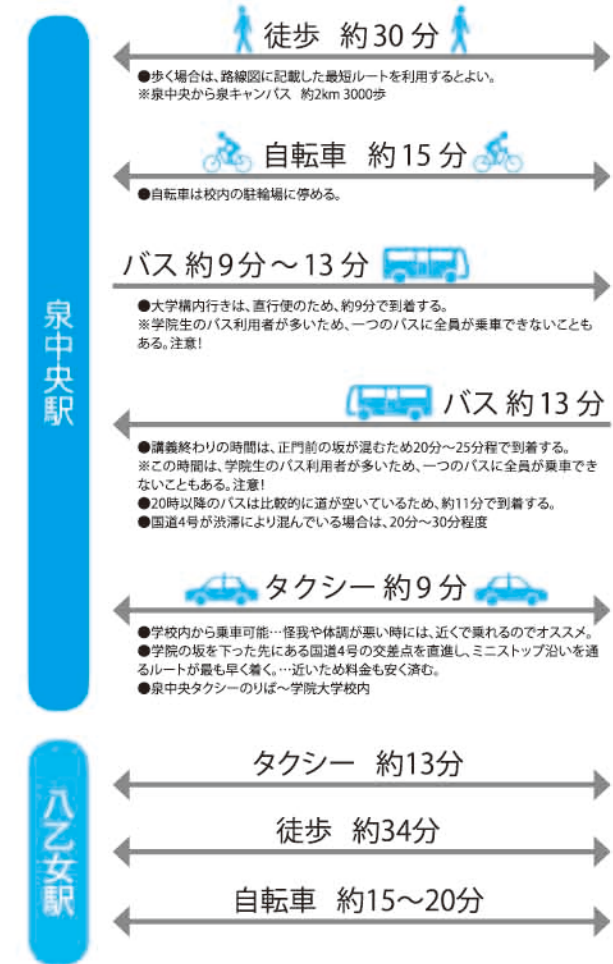 泉中央駅
徒歩 約30分
●歩く場合は、路線図に記載した最短ルートを利用するとよい。
※泉中央から泉キャンパス 約2km 3000歩
自転車 約15分
●自転車は校内の駐輪場に停める。
バス 約9分～13分
●大学構内行きは、直行便のため、約9分で到着する。
※学院生のバス利用者が多いため、一つのバスに全員が乗車できないことも
ある。注意!
バス 約13分
●講義終わりの時間は、正門前の坂が混むため20分～25分程で到着する。
※この時間は、学院生のバス利用者が多いため、一つのバスに全員が乗車でき
ないこともある。注意!
●20時以降のバスは比較的に道が空いているため、約11分で到着する。
●国道4号が渋滞により混んでいる場合は、20分～30分程度
タクシー 約9分
●学校内から乗車可能…怪我や体調が悪い時には、近くで乗れるのでオススメ。
●学院の坂を下った先にある国道4号の交差点を直進し、ミニストップ沿いを通
るルートが最も早く着く。…近いため料金も安く済む。
●泉中央タクシーのりば～学院大学校内
八乙女駅
タクシー 約13分
徒歩 約34分
自転車 約15～20分